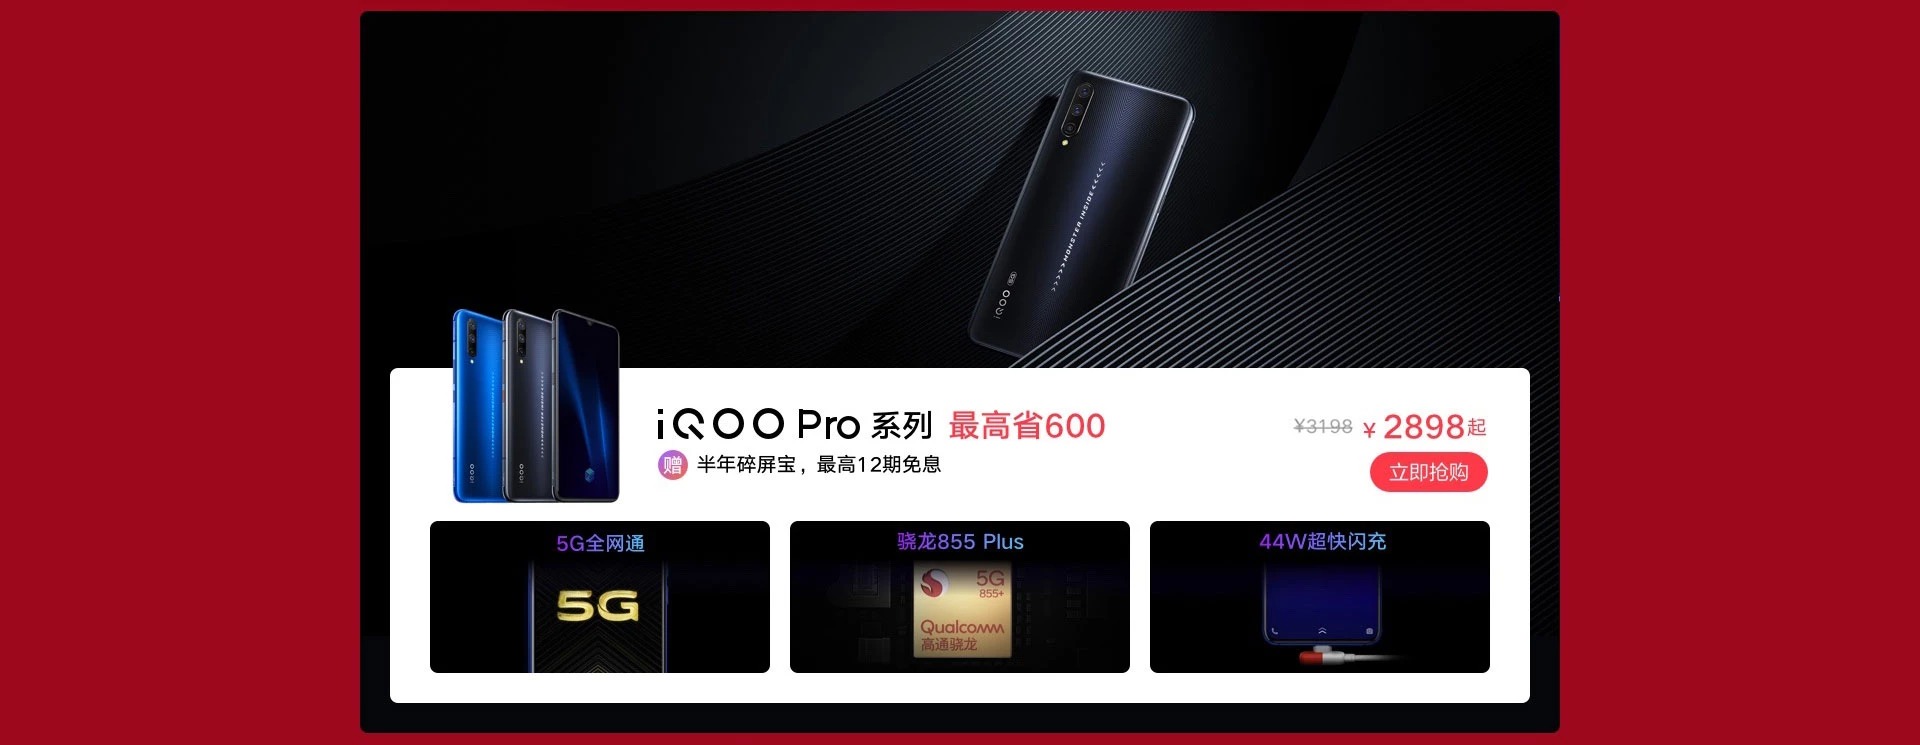 >>>>>MONSTER INSIDE<<<<<
iQOO 5G
iQOO Pro 系列 最高省600
¥3198 ¥ 2898起
赠 半年碎屏宝，最高12期免息
立即抢购
5G全网通
5G
骁龙855 Plus
5G
855+
Qualcomm
高通骁龙
44W超快闪充